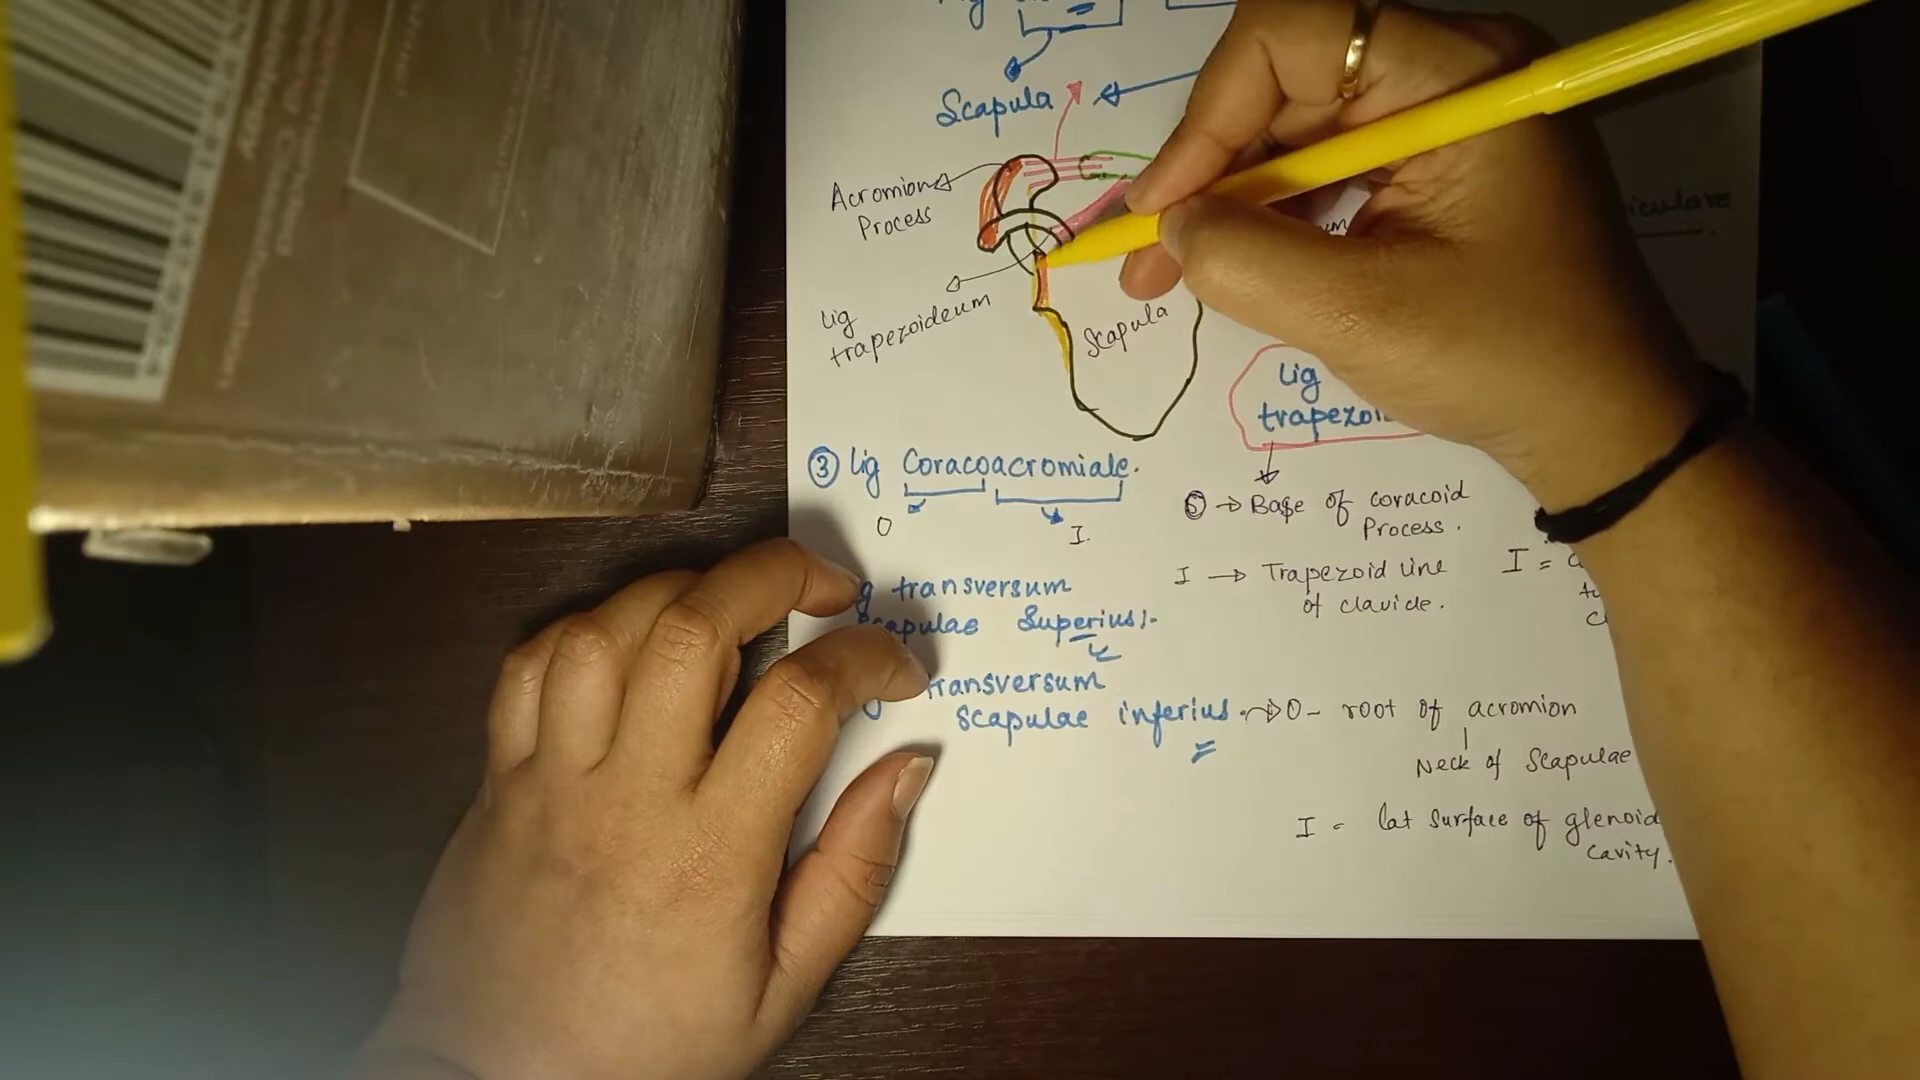 Scapula
Acromion
Process
Lig
trapezoideum
Scapula
Lig
③ Lig Coracoacromiale.
O
I.
→ Base of coracoid
Process.
I → Trapezoid line
of clavicle.
I =
transversum
Scapulae Superius:-
transversum
Scapulae inferius. → O- root of acromion
Neck of Scapulae
I = lat surface of glenoid
cavity.